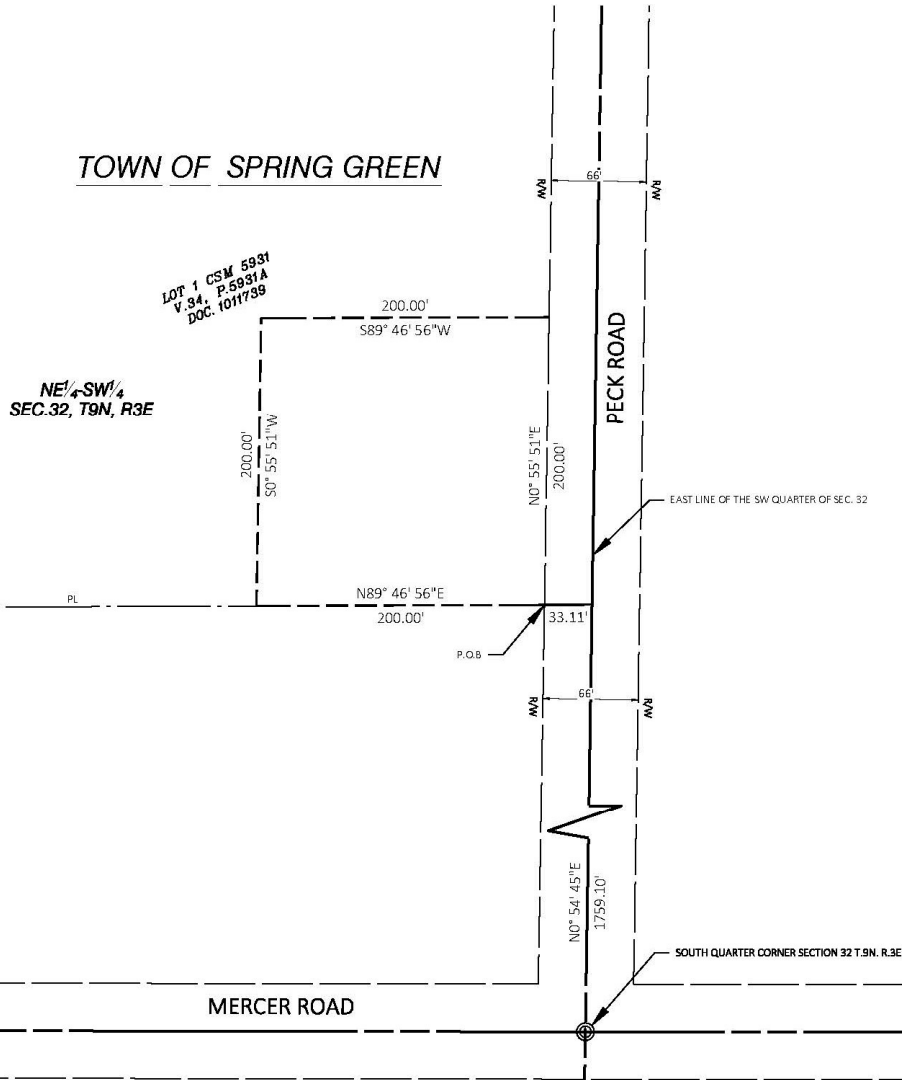 TOWN OF SPRING GREEN
66'
R/W
R/W
LOT 1 CSM 5931
V.34, P.5931A
DOC. 1011739
200.00'
S89° 46' 56"W
PECK ROAD
NE¼-SW¼
SEC.32, T9N, R3E
200.00'
S0° 55' 51"W
N0° 55' 51"E
200.00'
EAST LINE OF THE SW QUARTER OF SEC. 32
PL
N89° 46' 56"E
200.00'
33.11'
P.O.B
66'
R/W
R/W
N0° 54' 45"E
1759.10'
SOUTH QUARTER CORNER SECTION 32 T.9N. R.3E
MERCER ROAD